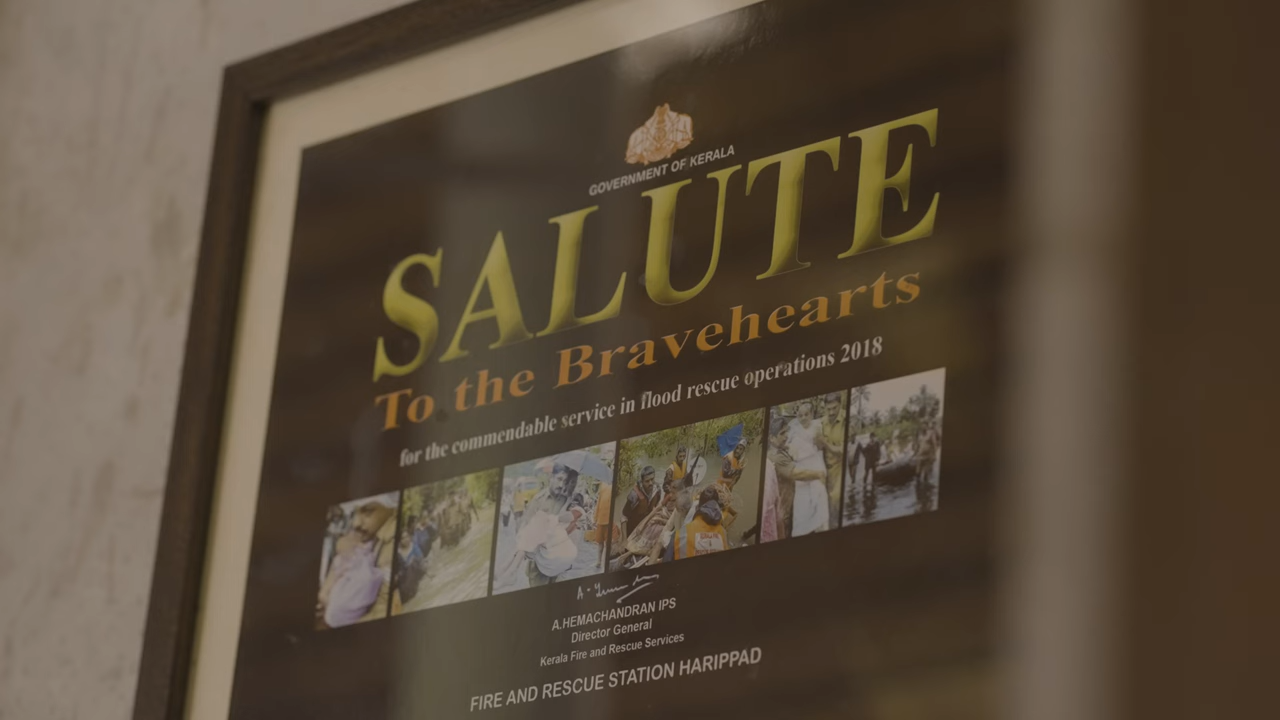 GOVERNMENT OF KERALA
SALUTE
To the Bravehearts
for the commendable service in flood rescue operations 2018
A.HEMACHANDRAN IPS
Director General
Kerala Fire and Rescue Services
FIRE AND RESCUE STATION HARIPPAD